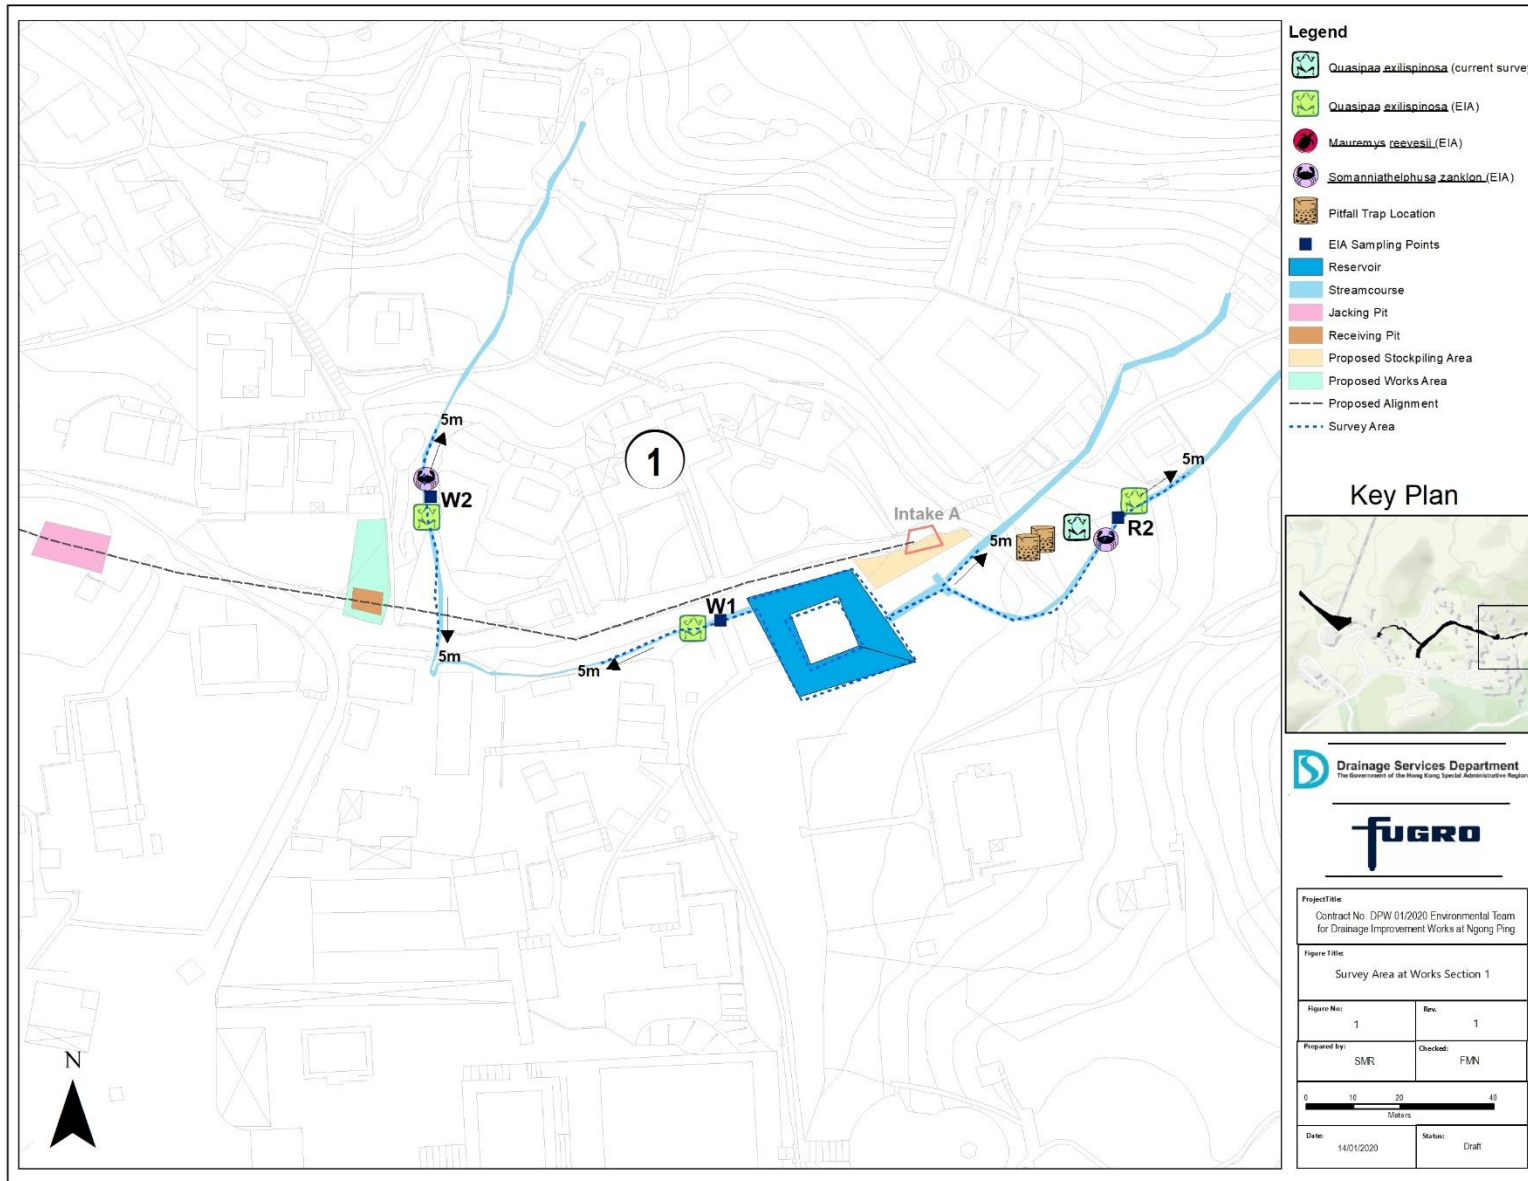 5m
W2
5m
1
5m
W1
Intake A
5m
R2
5m
N
Legend
Quasipaa exilispinosa (current survey
Quasipaa exilispinosa (EIA)
Mauremys reevesii (EIA)
Somanniathelphusa zanklon (EIA)
Pitfall Trap Location
EIA Sampling Points
Reservoir
Streamcourse
Jacking Pit
Receiving Pit
Proposed Stockpiling Area
Proposed Works Area
Proposed Alignment
Survey Area
Key Plan
Drainage Services Department
The Government of the Hong Kong Special Administrative Region
FUGRO
ProjectTitle:
Contract No. DPW 01/2020 Environmental Team
for Drainage Improvement Works at Ngong Ping
Figure Title:
Survey Area at Works Section 1
Figure No: Rev.
1 1
Prepared by: Checked:
SMR FMN
0 10 20 40
Meters
Date: Status:
14/01/2020 Draft